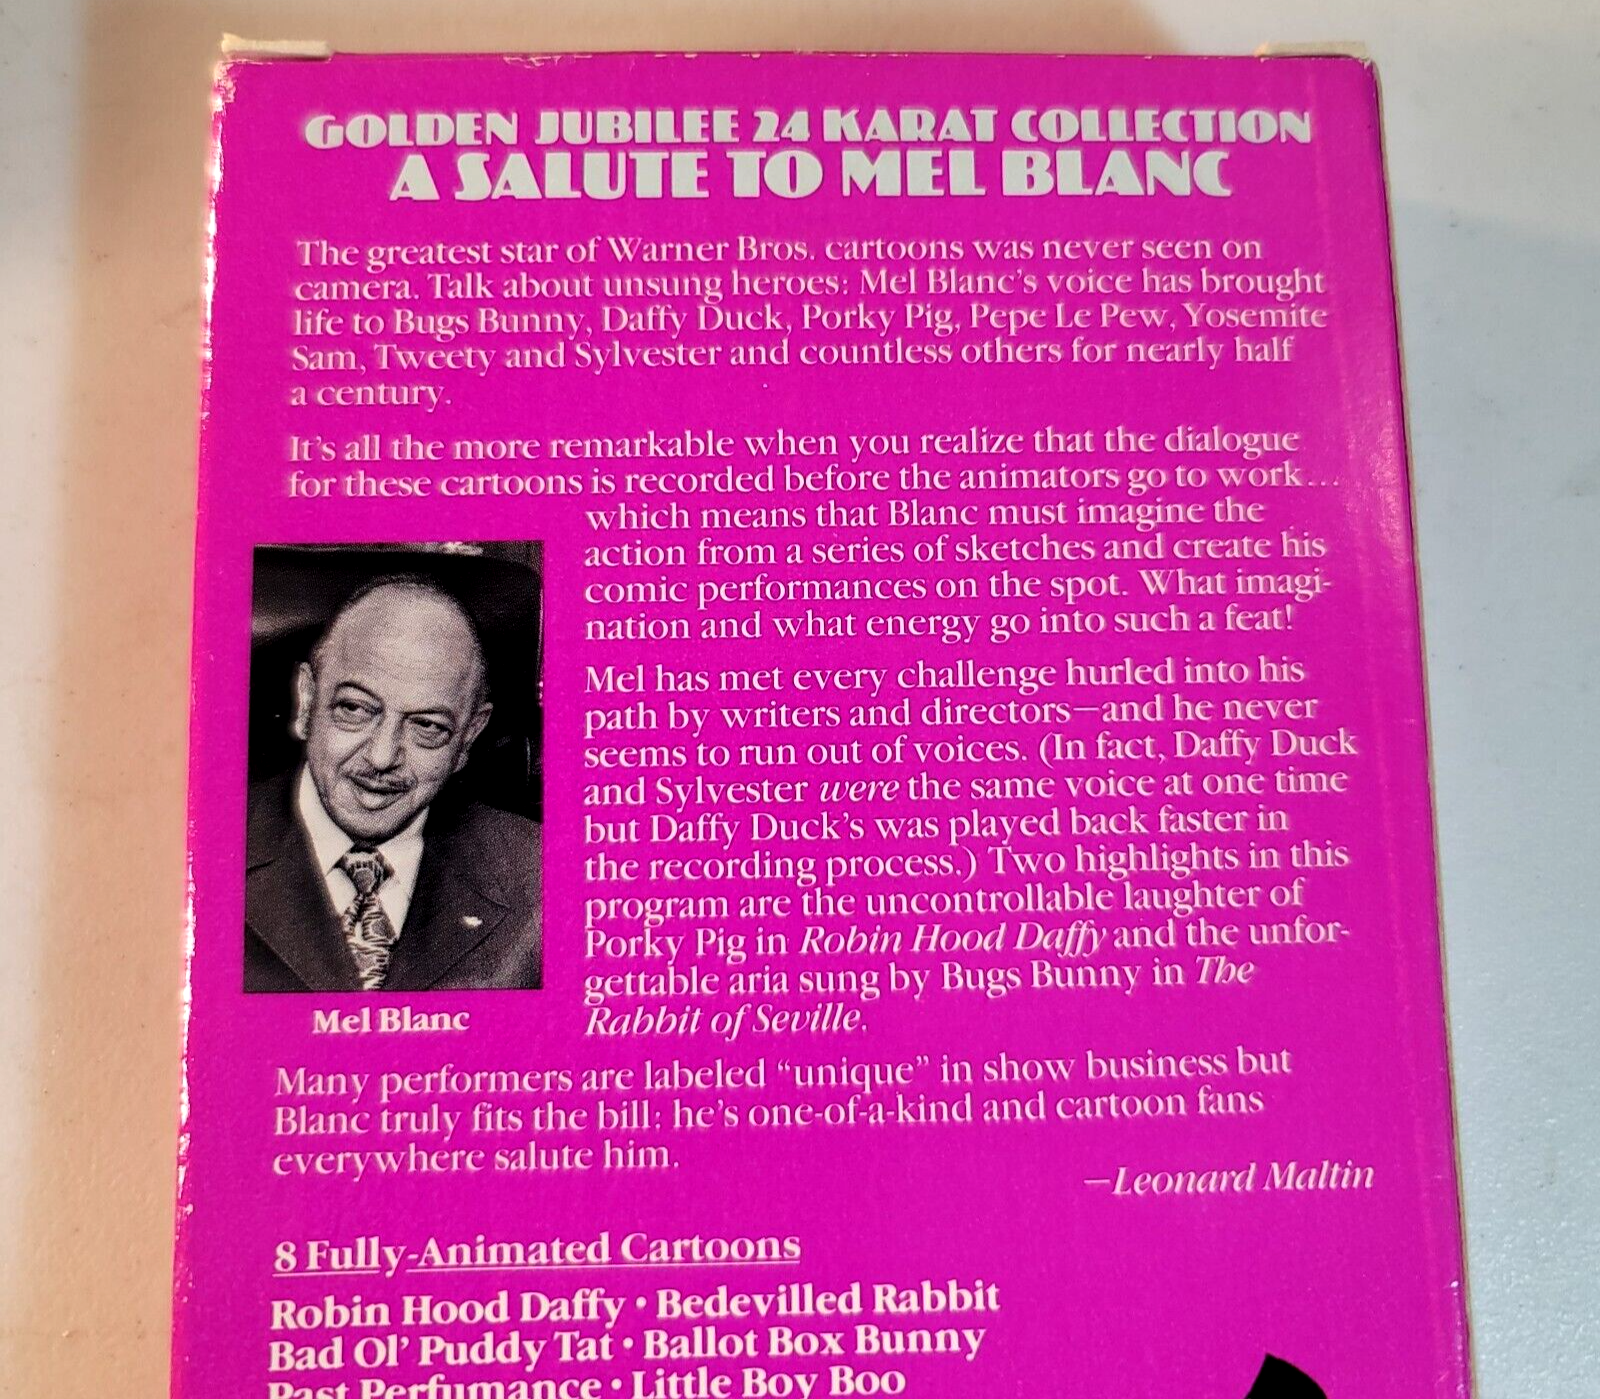 GOLDEN JUBILEE 24 KARAT COLLECTION
A SALUTE TO MEL BLANC
The greatest star of Warner Bros. cartoons was never seen on
camera. Talk about unsung heroes: Mel Blanc's voice has brought
life to Bugs Bunny, Daffy Duck, Porky Pig, Pepe Le Pew, Yosemite
Sam, Tweety and Sylvester and countless others for nearly half
a century.
It's all the more remarkable when you realize that the dialogue
for these cartoons is recorded before the animators go to work...
which means that Blanc must imagine the
action from a series of sketches and create his
comic performances on the spot. What imagi-
nation and what energy go into such a feat!
Mel has met every challenge hurled into his
path by writers and directors—and he never
seems to run out of voices. (In fact, Daffy Duck
and Sylvester were the same voice at one time
but Daffy Duck's was played back faster in
the recording process.) Two highlights in this
program are the uncontrollable laughter of
Porky Pig in Robin Hood Daffy and the unfor-
gettable aria sung by Bugs Bunny in The
Rabbit of Seville.
Mel Blanc
Many performers are labeled “unique” in show business but
Blanc truly fits the bill: he's one-of-a-kind and cartoon fans
everywhere salute him.
—Leonard Maltin
8 Fully-Animated Cartoons
Robin Hood Daffy • Bedevilled Rabbit
Bad Ol' Puddy Tat • Ballot Box Bunny
Past Perfumance • Little Boy Boo